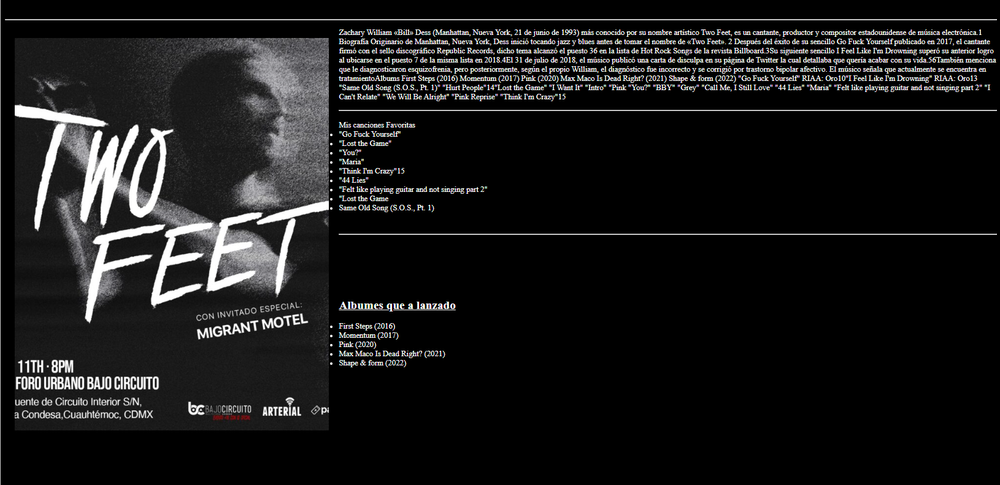 Zachary William «Bill» Dess (Manhattan, Nueva York, 21 de junio de 1993) más conocido por su nombre artístico Two Feet, es un cantante, productor y compositor estadounidense de música electrónica.1
Biografía Originario de Manhattan, Nueva York, Dess inició tocando jazz y blues antes de tomar el nombre de «Two Feet». 2 Después del éxito de su sencillo Go Fuck Yourself publicado en 2017, el cantante
firmó con el sello discográfico Republic Records, dicho tema alcanzó el puesto 36 en la lista de Hot Rock Songs de la revista Billboard.3Su siguiente sencillo I Feel Like I'm Drowning superó su anterior logro
al ubicarse en el puesto 7 de la misma lista en 2018.4El 31 de julio de 2018, el músico publicó una carta de disculpa en su página de Twitter la cual detallaba que quería acabar con su vida.56También menciona
que le diagnosticaron esquizofrenia, pero posteriormente, según el propio William, el diagnóstico fue incorrecto y se corrigió por trastorno bipolar afectivo. El músico señala que actualmente se encuentra en
tratamientoAlbums First Steps (2016) Momentum (2017) Pink (2020) Max Maco Is Dead Right? (2021) Shape & form (2022) "Go Fuck Yourself" RIAA: Oro10"I Feel Like I'm Drowning" RIAA: Oro13
"Same Old Song (S.O.S., Pt. 1)" "Hurt People"14"Lost the Game" "I Want It" "Intro" "Pink "You?" "BBY" "Grey" "Call Me, I Still Love" "44 Lies" "Maria" "Felt like playing guitar and not singing part 2" "I
Can't Relate" "We Will Be Alright" "Pink Reprise" "Think I'm Crazy"15
Mis canciones Favoritas
"Go Fuck Yourself"
"Lost the Game"
"You?"
"Maria"
"Think I'm Crazy"15
"44 Lies"
"Felt like playing guitar and not singing part 2"
"Lost the Game
Same Old Song (S.O.S., Pt. 1)
Albumes que a lanzado
First Steps (2016)
Momentum (2017)
Pink (2020)
Max Maco Is Dead Right? (2021)
Shape & form (2022)
TWO
FEET
CON INVITADO ESPECIAL:
MIGRANT MOTEL
11TH · 8PM
FORO URBANO BAJO CIRCUITO
uente de Circuito Interior S/N,
a Condesa,Cuauhtémoc, CDMX
bc BAJOCIRCUITO
ARTERIAL
pa